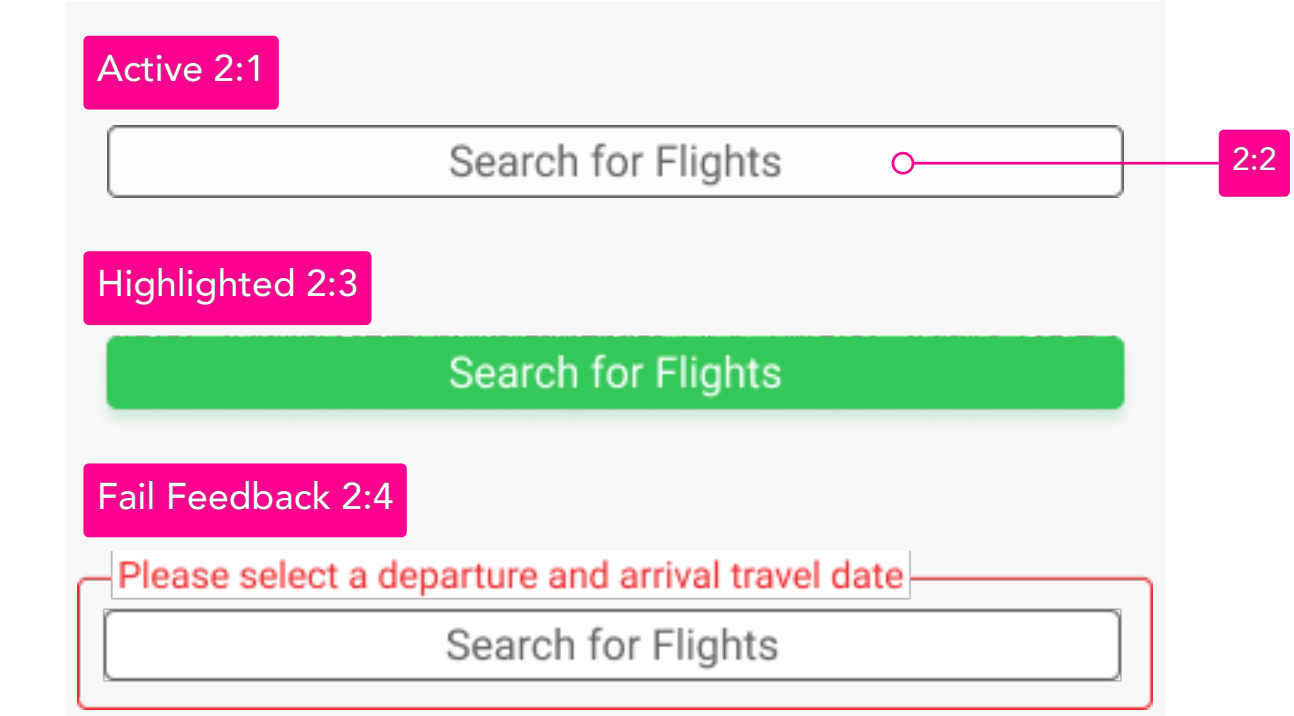 Active 2:1
Search for Flights
2:2
Highlighted 2:3
Search for Flights
Fail Feedback 2:4
Please select a departure and arrival travel date
Search for Flights